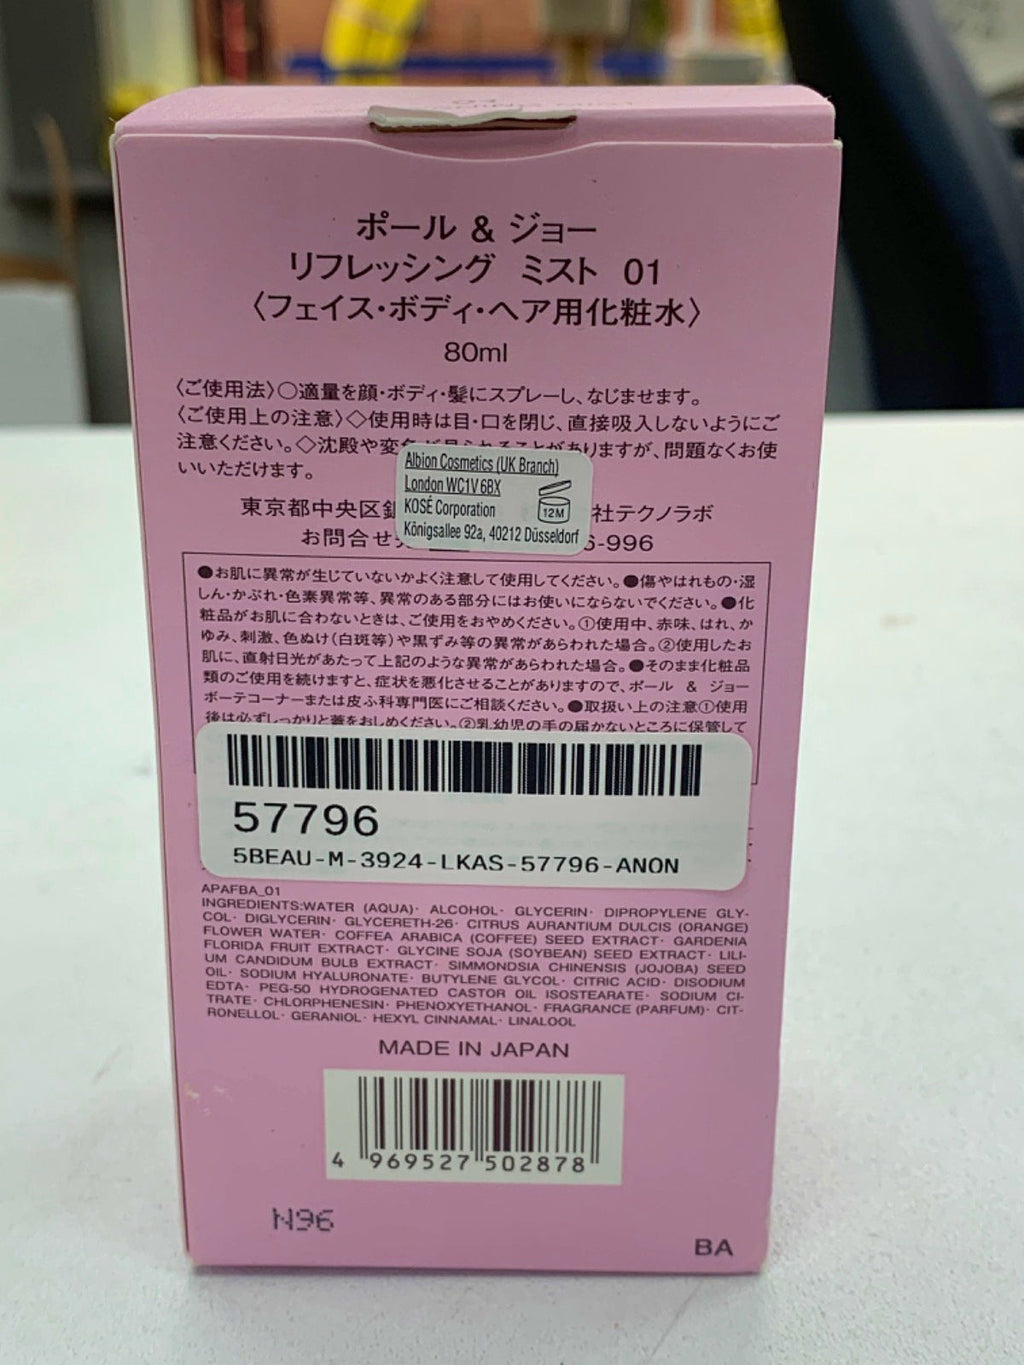 ポール & ジョー
リフレッシング ミスト 01
〈フェイス・ボディ・ヘア用化粧水〉
80ml
〈ご使用法〉○適量を顔・ボディ・髪にスプレーし、なじませます。
〈ご使用上の注意〉◇使用時は目・口を閉じ、直接吸入しないようにご
注意ください。◇沈殿や変色が見られることがありますが、問題なくお使
いいただけます。
Albion Cosmetics (UK Branch)
London WC1V 6BX
KOSÉ Corporation
12M
Königsallee 92a, 40212 Düsseldorf
東京都中央区銀 社テクノラボ
お問合せ 6-996
●お肌に異常が生じていないかよく注意して使用してください。●傷やはれもの・湿
しん・かぶれ・色素異常等、異常のある部分にはお使いにならないでください。●化
粧品がお肌に合わないときは、ご使用をおやめください。①使用中、赤味、はれ、か
ゆみ、刺激、色ぬけ(白斑等)や黒ずみ等の異常があらわれた場合。②使用したお
肌に、直射日光があたって上記のような異常があらわれた場合。●そのまま化粧品
類のご使用を続けますと、症状を悪化させることがありますので、ポール & ジョー
ボーテコーナーまたは皮ふ科専門医にご相談ください。●取扱い上の注意①使用
後は必ずしっかりと蓋をおしめください。②乳幼児の手の届かないところに保管して
57796
5BEAU-M-3924-LKAS-57796-ANON
APAFBA_01
INGREDIENTS:WATER (AQUA)· ALCOHOL· GLYCERIN· DIPROPYLENE GLY-
COL· DIGLYCERIN· GLYCERETH-26· CITRUS AURANTIUM DULCIS (ORANGE)
FLOWER WATER· COFFEA ARABICA (COFFEE) SEED EXTRACT· GARDENIA
FLORIDA FRUIT EXTRACT· GLYCINE SOJA (SOYBEAN) SEED EXTRACT· LILI-
UM CANDIDUM BULB EXTRACT· SIMMONDSIA CHINENSIS (JOJOBA) SEED
OIL· SODIUM HYALURONATE· BUTYLENE GLYCOL· CITRIC ACID· DISODIUM
EDTA· PEG-50 HYDROGENATED CASTOR OIL ISOSTEARATE· SODIUM CI-
TRATE· CHLORPHENESIN· PHENOXYETHANOL· FRAGRANCE (PARFUM)· CIT-
RONELLOL· GERANIOL· HEXYL CINNAMAL· LINALOOL
MADE IN JAPAN
4 969527 502878
N96
BA